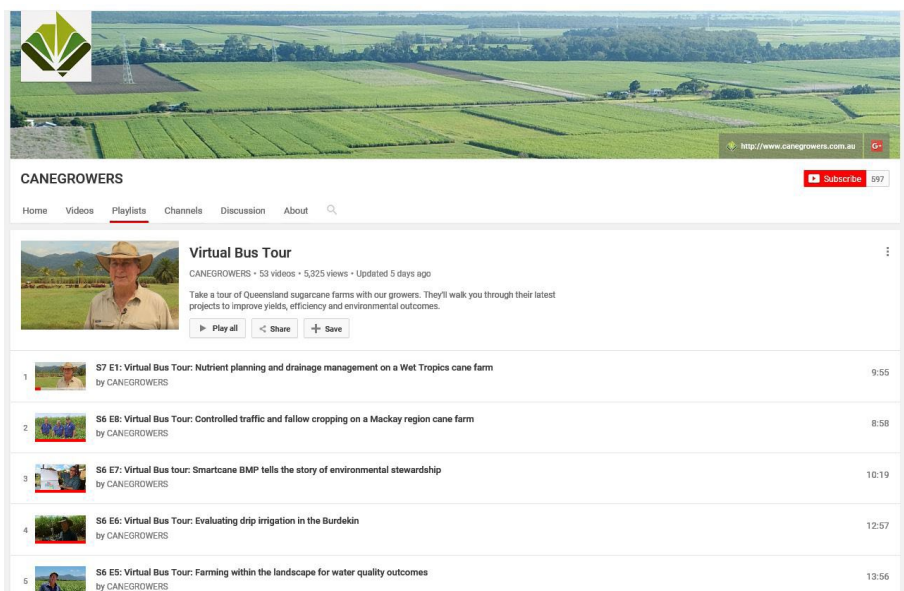 http://www.canegrowers.com.au
G+
CANEGROWERS
Subscribe 597
Home Videos Playlists Channels Discussion About
Virtual Bus Tour
CANEGROWERS • 53 videos • 5,325 views • Updated 5 days ago
Take a tour of Queensland sugarcane farms with our growers. They'll walk you through their latest
projects to improve yields, efficiency and environmental outcomes.
Play all Share Save
1 S7 E1: Virtual Bus Tour: Nutrient planning and drainage management on a Wet Tropics cane farm 9:55
by CANEGROWERS
2 S6 E8: Virtual Bus Tour: Controlled traffic and fallow cropping on a Mackay region cane farm 8:58
by CANEGROWERS
3 S6 E7: Virtual Bus tour: Smartcane BMP tells the story of environmental stewardship 10:19
by CANEGROWERS
4 S6 E6: Virtual Bus Tour: Evaluating drip irrigation in the Burdekin 12:57
by CANEGROWERS
5 S6 E5: Virtual Bus Tour: Farming within the landscape for water quality outcomes 13:56
by CANEGROWERS